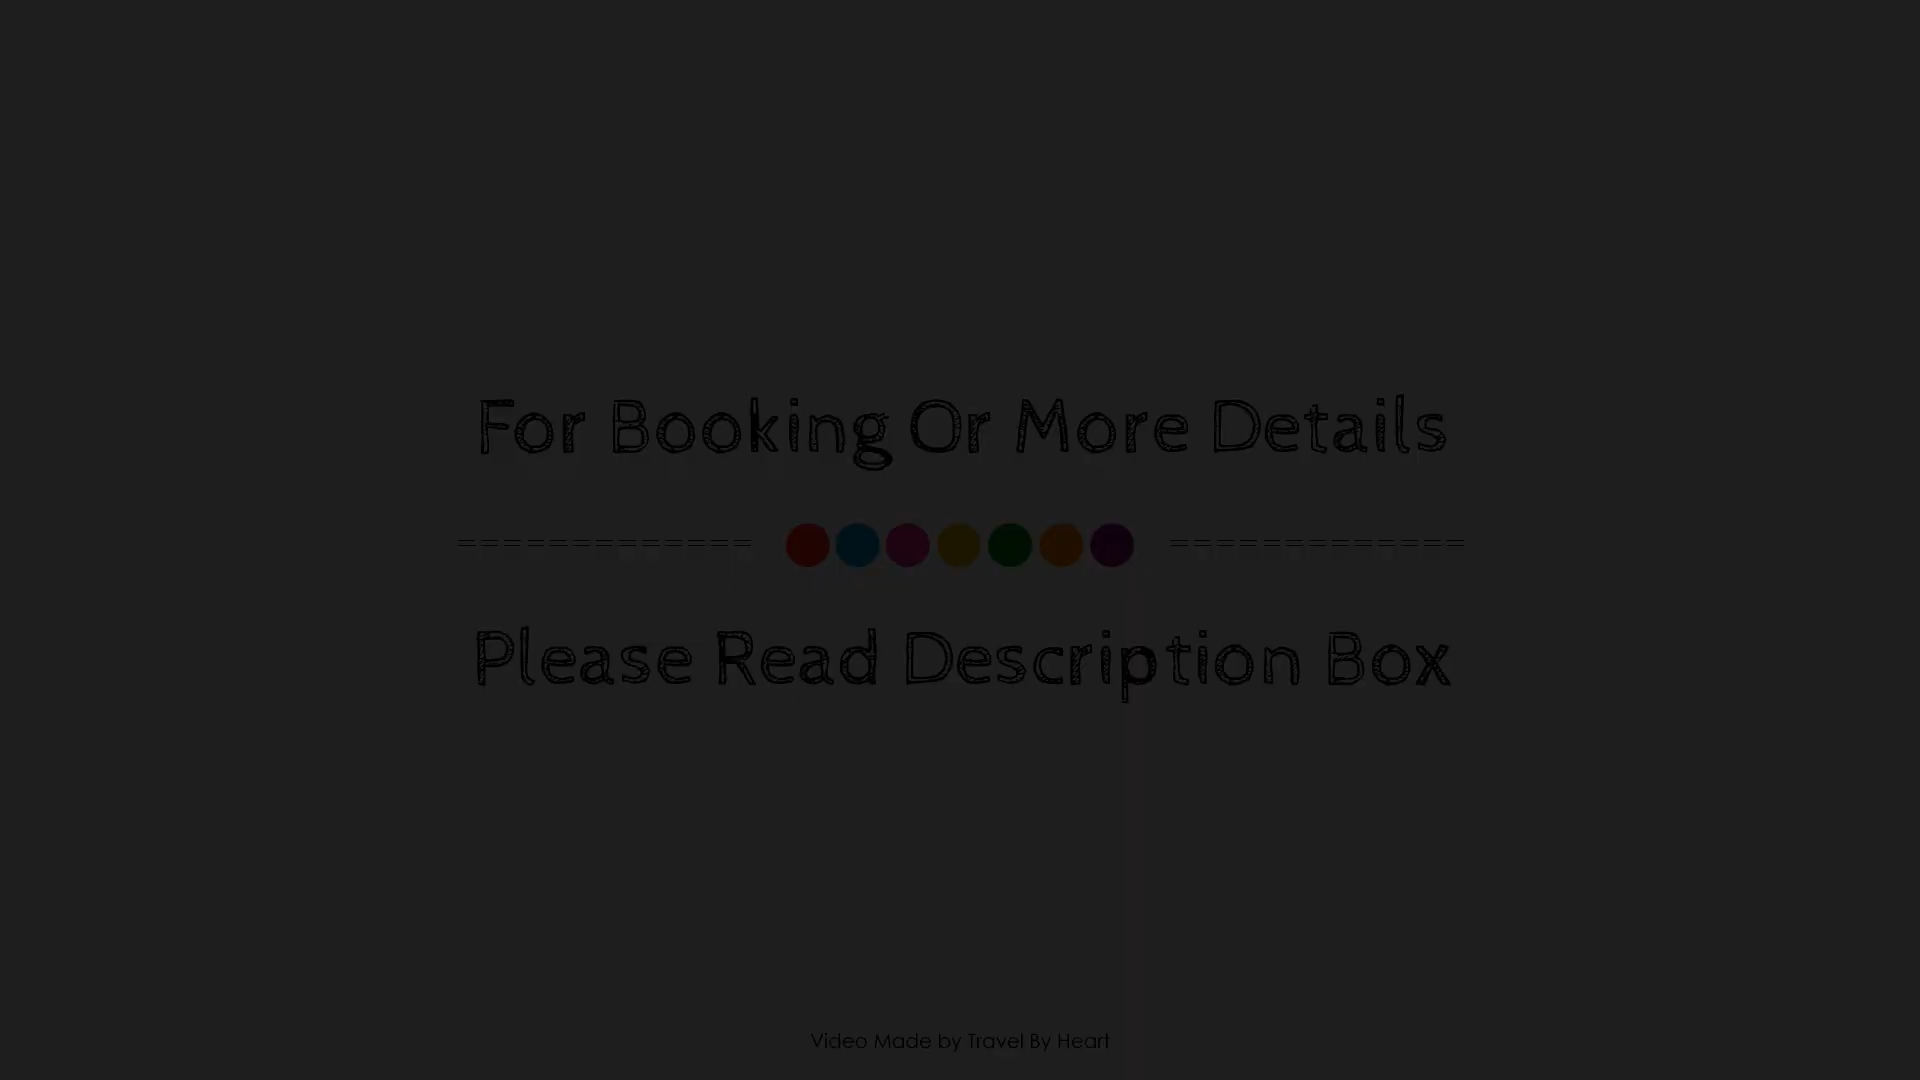 For Booking Or More Details
============= =============
Please Read Description Box
Video Made by Travel By Heart